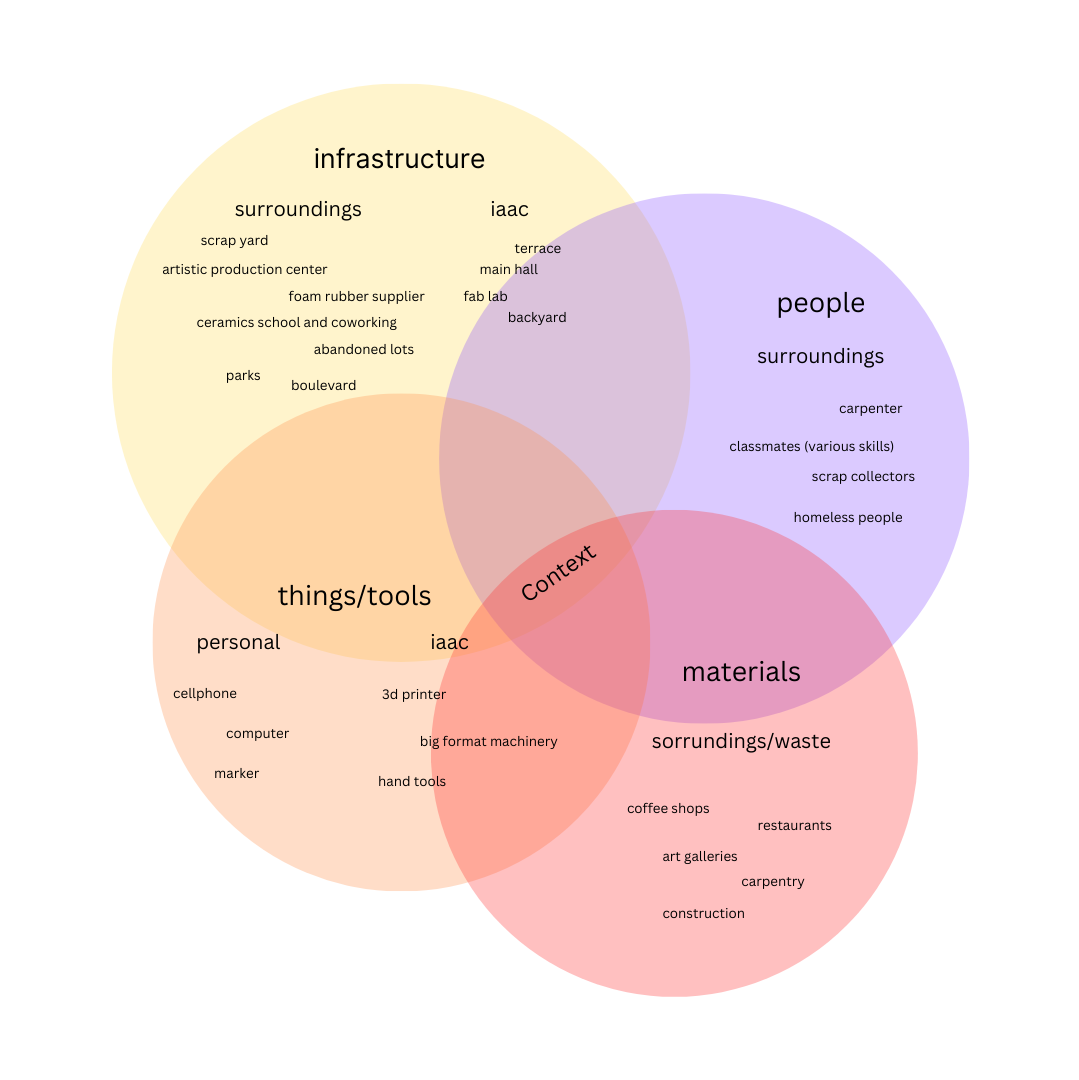 infrastructure
surroundings
scrap yard
artistic production center
foam rubber supplier
ceramics school and coworking
abandoned lots
parks
boulevard
iaac
terrace
main hall
fab lab
backyard
people
surroundings
carpenter
classmates (various skills)
scrap collectors
homeless people
Context
things/tools
personal
cellphone
computer
marker
iaac
3d printer
big format machinery
hand tools
materials
sorrundings/waste
coffee shops
restaurants
art galleries
carpentry
construction